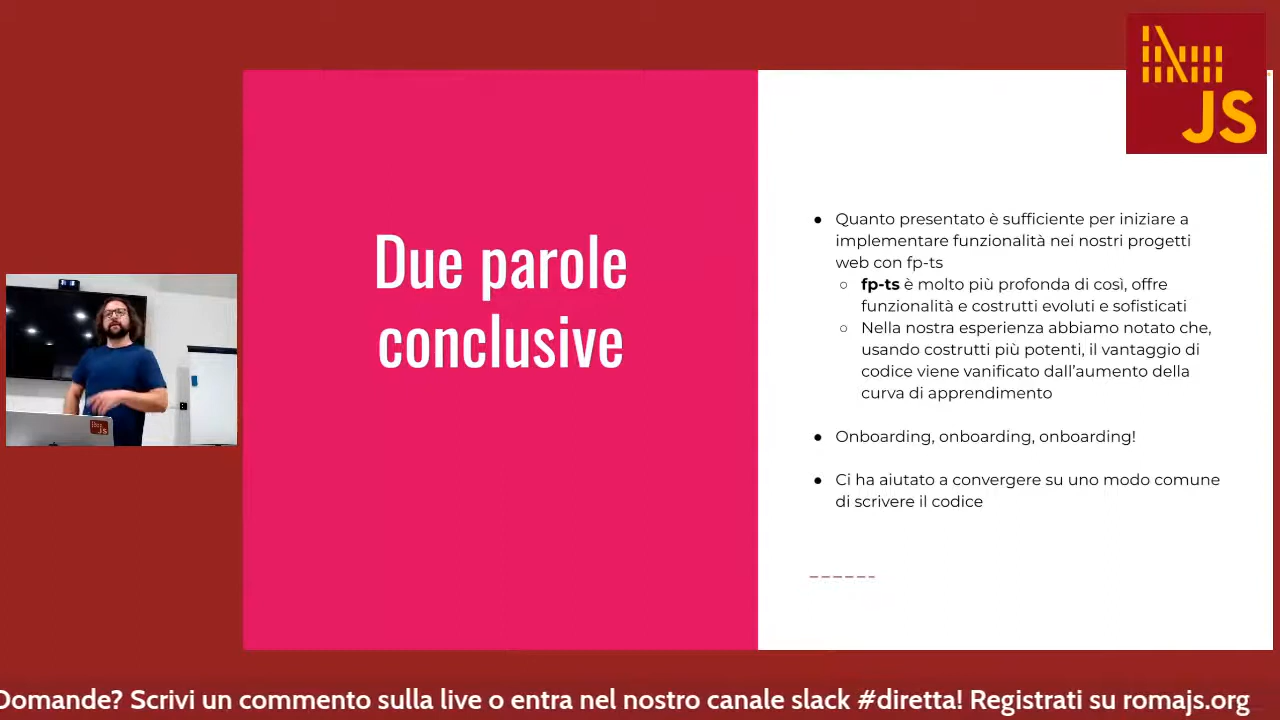 JS
Due parole
conclusive
● Quanto presentato è sufficiente per iniziare a
implementare funzionalità nei nostri progetti
web con fp-ts
○ fp-ts è molto più profonda di così, offre
funzionalità e costrutti evoluti e sofisticati
○ Nella nostra esperienza abbiamo notato che,
usando costrutti più potenti, il vantaggio di
codice viene vanificato dall’aumento della
curva di apprendimento
● Onboarding, onboarding, onboarding!
● Ci ha aiutato a convergere su uno modo comune
di scrivere il codice
JS
Domande? Scrivi un commento sulla live o entra nel nostro canale slack #diretta! Registrati su romajs.org